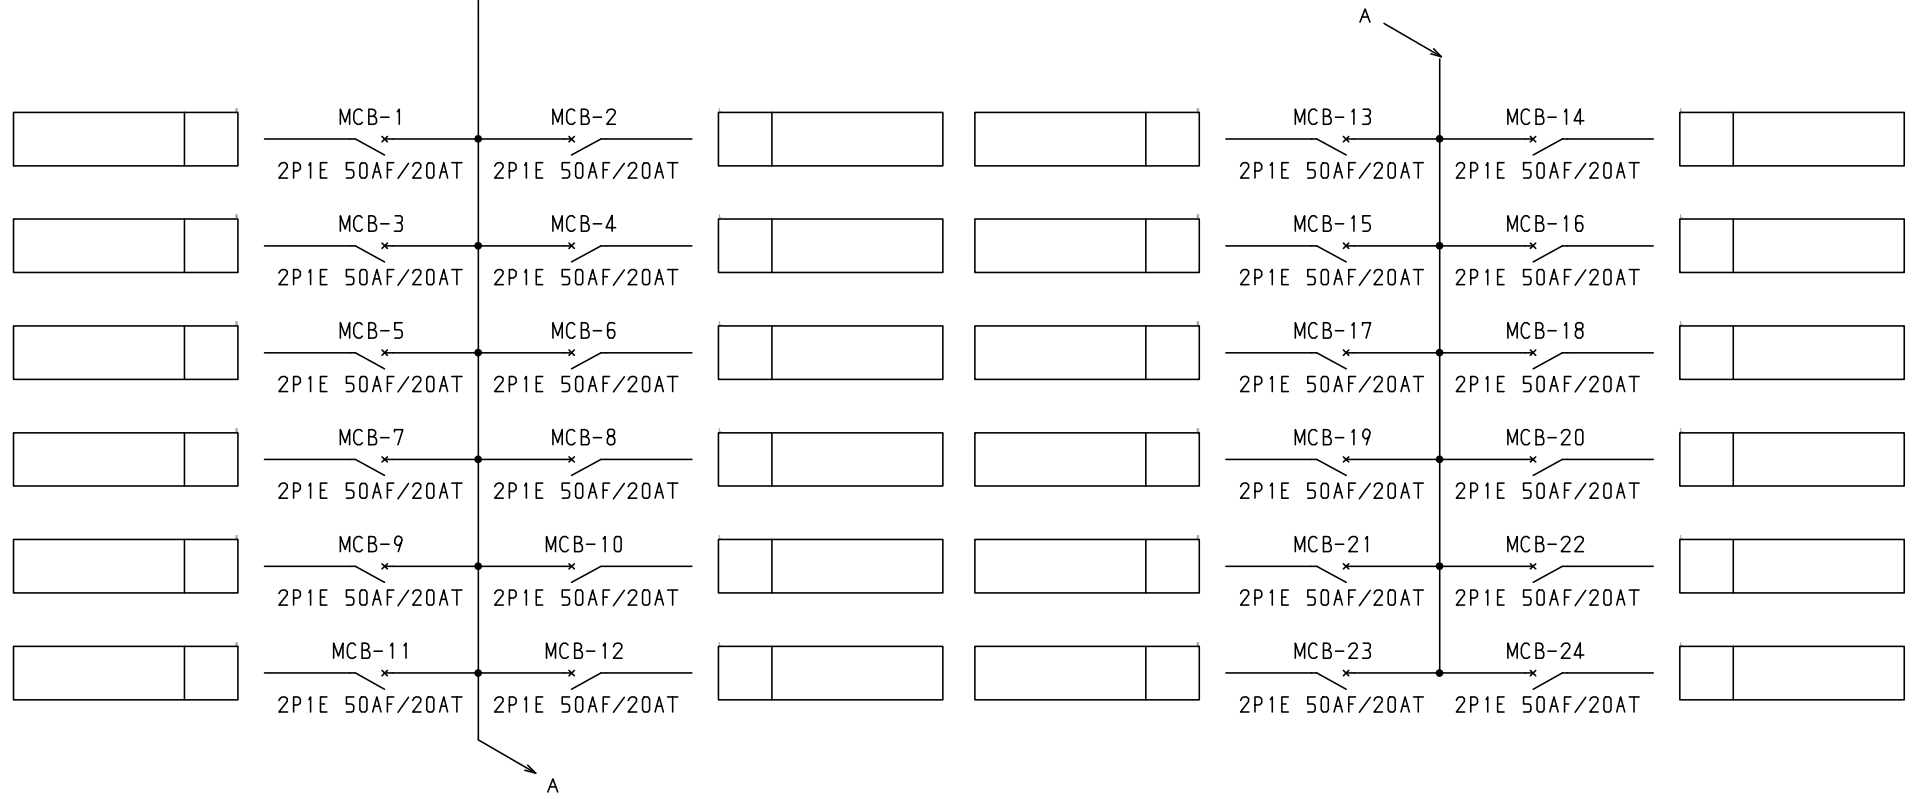 A
MCB-1 MCB-2 MCB-13 MCB-14
2P1E 50AF/20AT 2P1E 50AF/20AT 2P1E 50AF/20AT 2P1E 50AF/20AT
MCB-3 MCB-4 MCB-15 MCB-16
2P1E 50AF/20AT 2P1E 50AF/20AT 2P1E 50AF/20AT 2P1E 50AF/20AT
MCB-5 MCB-6 MCB-17 MCB-18
2P1E 50AF/20AT 2P1E 50AF/20AT 2P1E 50AF/20AT 2P1E 50AF/20AT
MCB-7 MCB-8 MCB-19 MCB-20
2P1E 50AF/20AT 2P1E 50AF/20AT 2P1E 50AF/20AT 2P1E 50AF/20AT
MCB-9 MCB-10 MCB-21 MCB-22
2P1E 50AF/20AT 2P1E 50AF/20AT 2P1E 50AF/20AT 2P1E 50AF/20AT
MCB-11 MCB-12 MCB-23 MCB-24
2P1E 50AF/20AT 2P1E 50AF/20AT 2P1E 50AF/20AT 2P1E 50AF/20AT
A